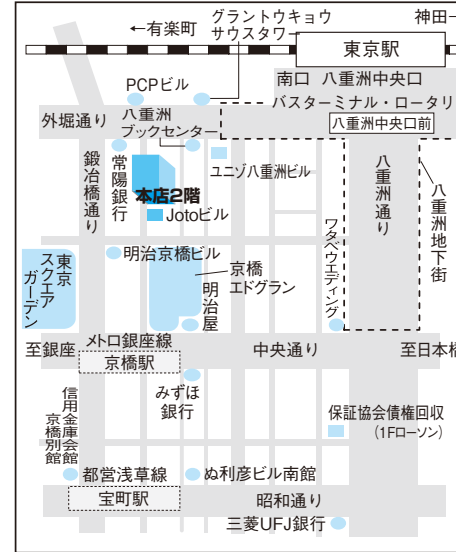 グラントウキョウ
サウスタワー
←有楽町
神田
東京駅
PCPビル
南口 八重洲中央口
バスターミナル・ロータリ
八重洲中央口前
外堀通り
八重洲
ブックセンター
鍛冶橋通り
常陽銀行
本店2階
Jotoビル
ユニゾ八重洲ビル
八重洲通り
八重洲地下街
東京
スクエア
ガーデン
明治京橋ビル
京橋
エドグラン
明治屋
ワタベウエディング
至銀座
メトロ銀座線
京橋駅
中央通り
至日本橋
みずほ
銀行
信用金庫会館
京橋別館
保証協会債権回収
(1Fローソン)
都営浅草線
宝町駅
ぬ利彦ビル南館
昭和通り
三菱UFJ銀行